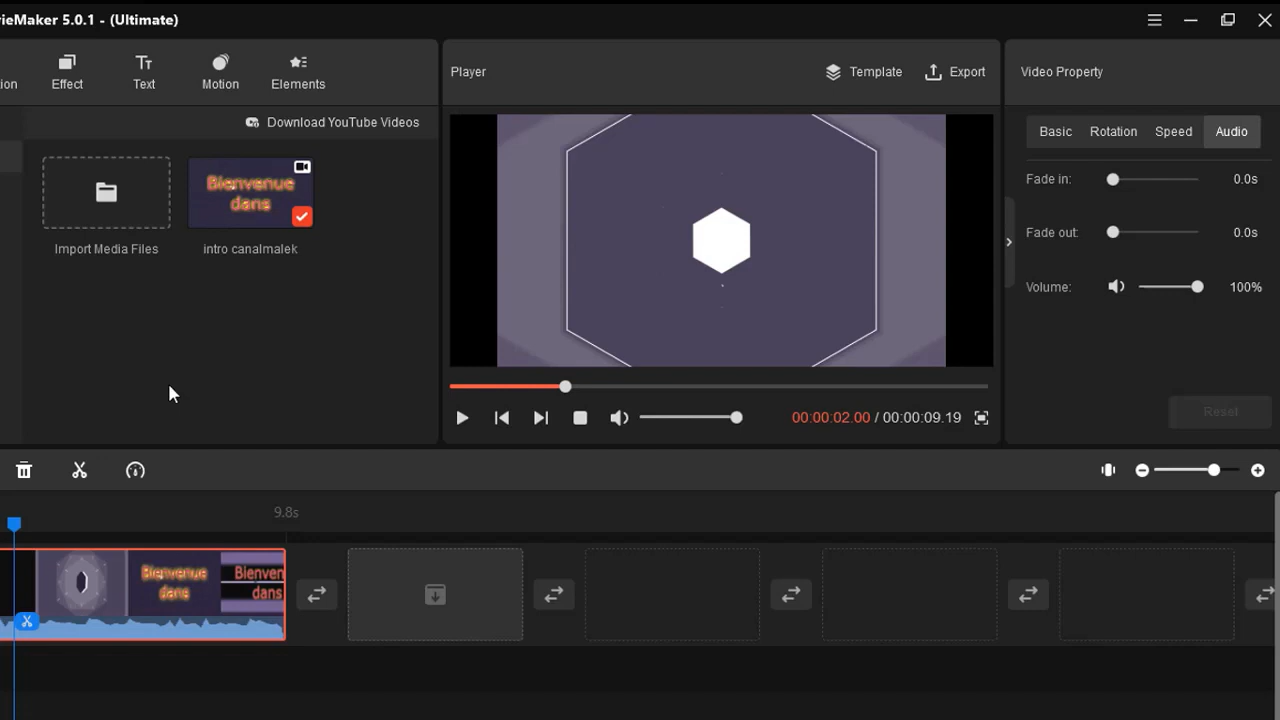 rieMaker 5.0.1 - (Ultimate)
ion
Effect
Text
Motion
Elements
Player
Template
Export
Video Property
Download YouTube Videos
Basic
Rotation
Speed
Audio
Bienvenue
dans
Import Media Files
intro canalmalek
Fade in:
0.0s
Fade out:
0.0s
Volume:
100%
00:00:02.00 / 00:00:09.19
Reset
9.8s
Bienvenue
dans
Bienven
dans